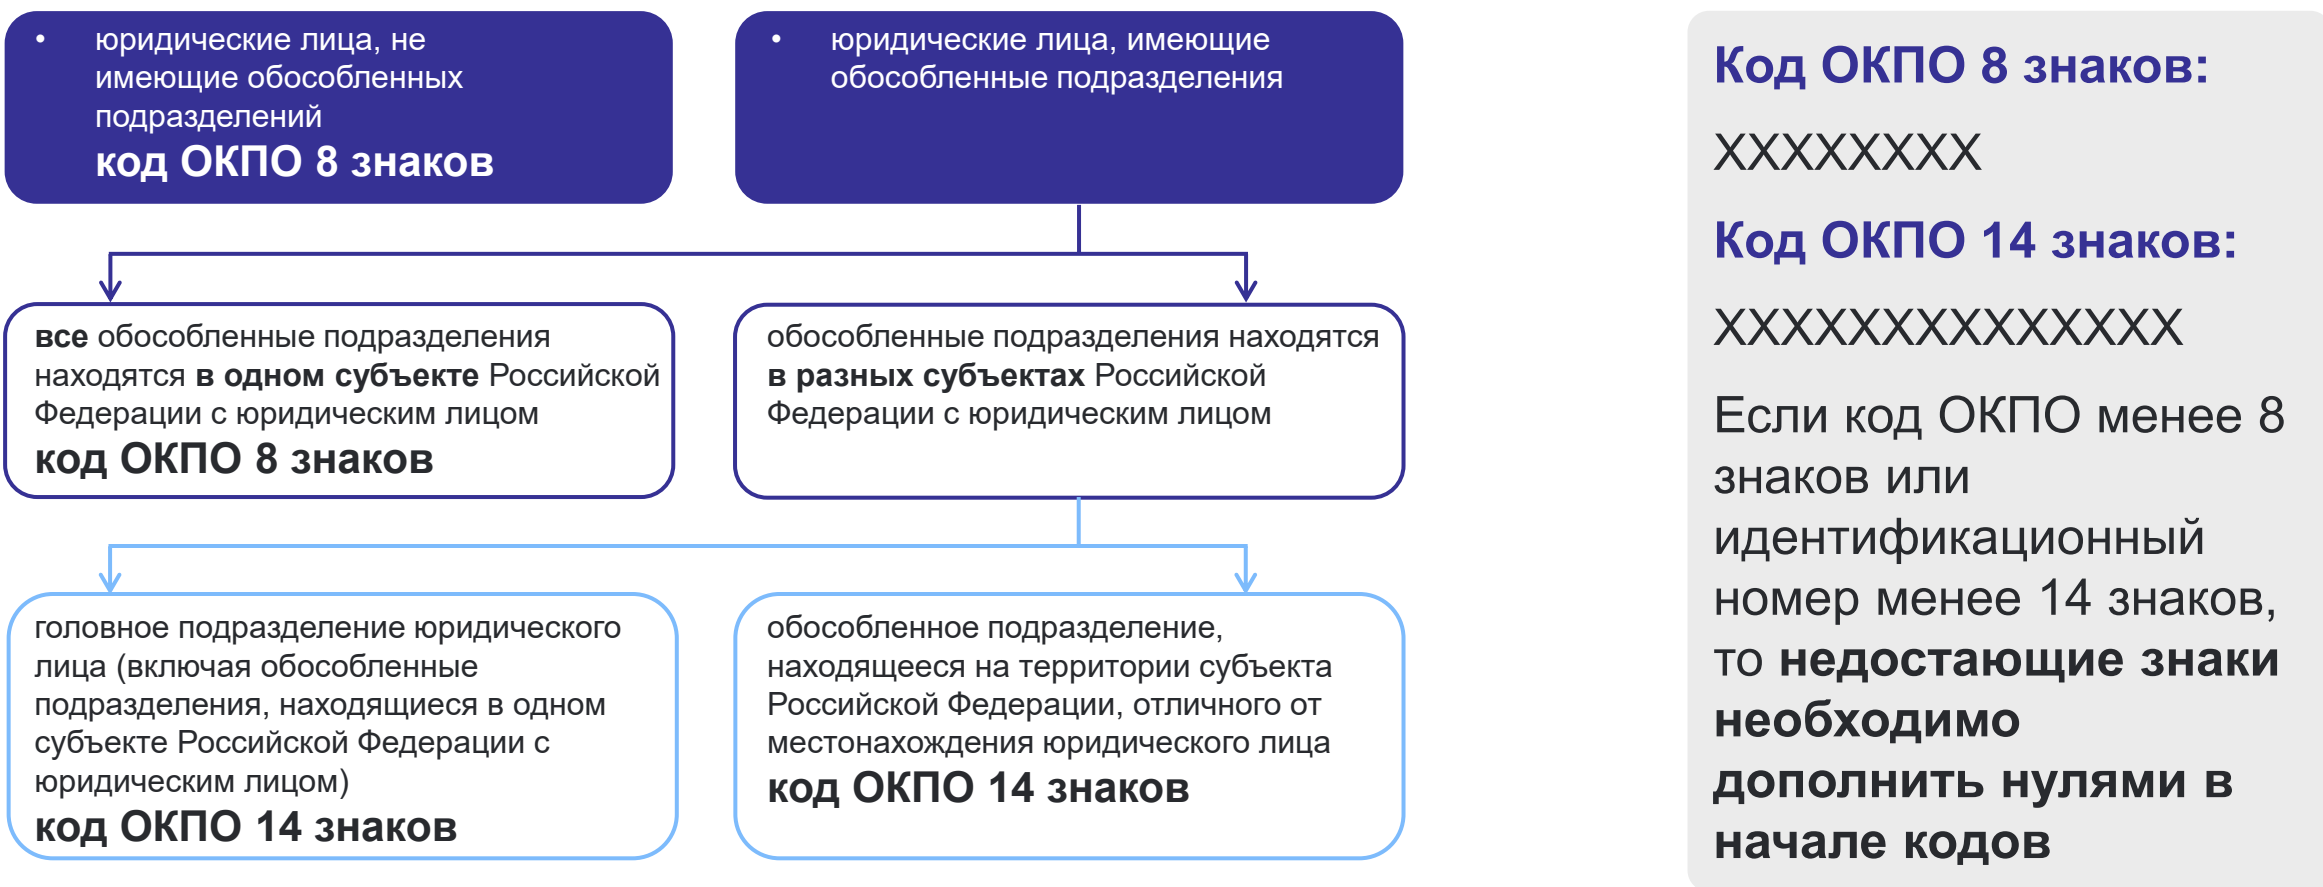 • юридические лица, не
имеющие обособленных
подразделений
код ОКПО 8 знаков
• юридические лица, имеющие
обособленные подразделения
все обособленные подразделения
находятся в одном субъекте Российской
Федерации с юридическим лицом
код ОКПО 8 знаков
обособленные подразделения находятся
в разных субъектах Российской
Федерации с юридическим лицом
головное подразделение юридического
лица (включая обособленные
подразделения, находящиеся в одном
субъекте Российской Федерации с
юридическим лицом)
код ОКПО 14 знаков
обособленное подразделение,
находящееся на территории субъекта
Российской Федерации, отличного от
местонахождения юридического лица
код ОКПО 14 знаков
Код ОКПО 8 знаков:
ХХХХХХХХ
Код ОКПО 14 знаков:
ХХХХХХХХХХХХХХ
Если код ОКПО менее 8
знаков или
идентификационный
номер менее 14 знаков,
то недостающие знаки
необходимо
дополнить нулями в
начале кодов